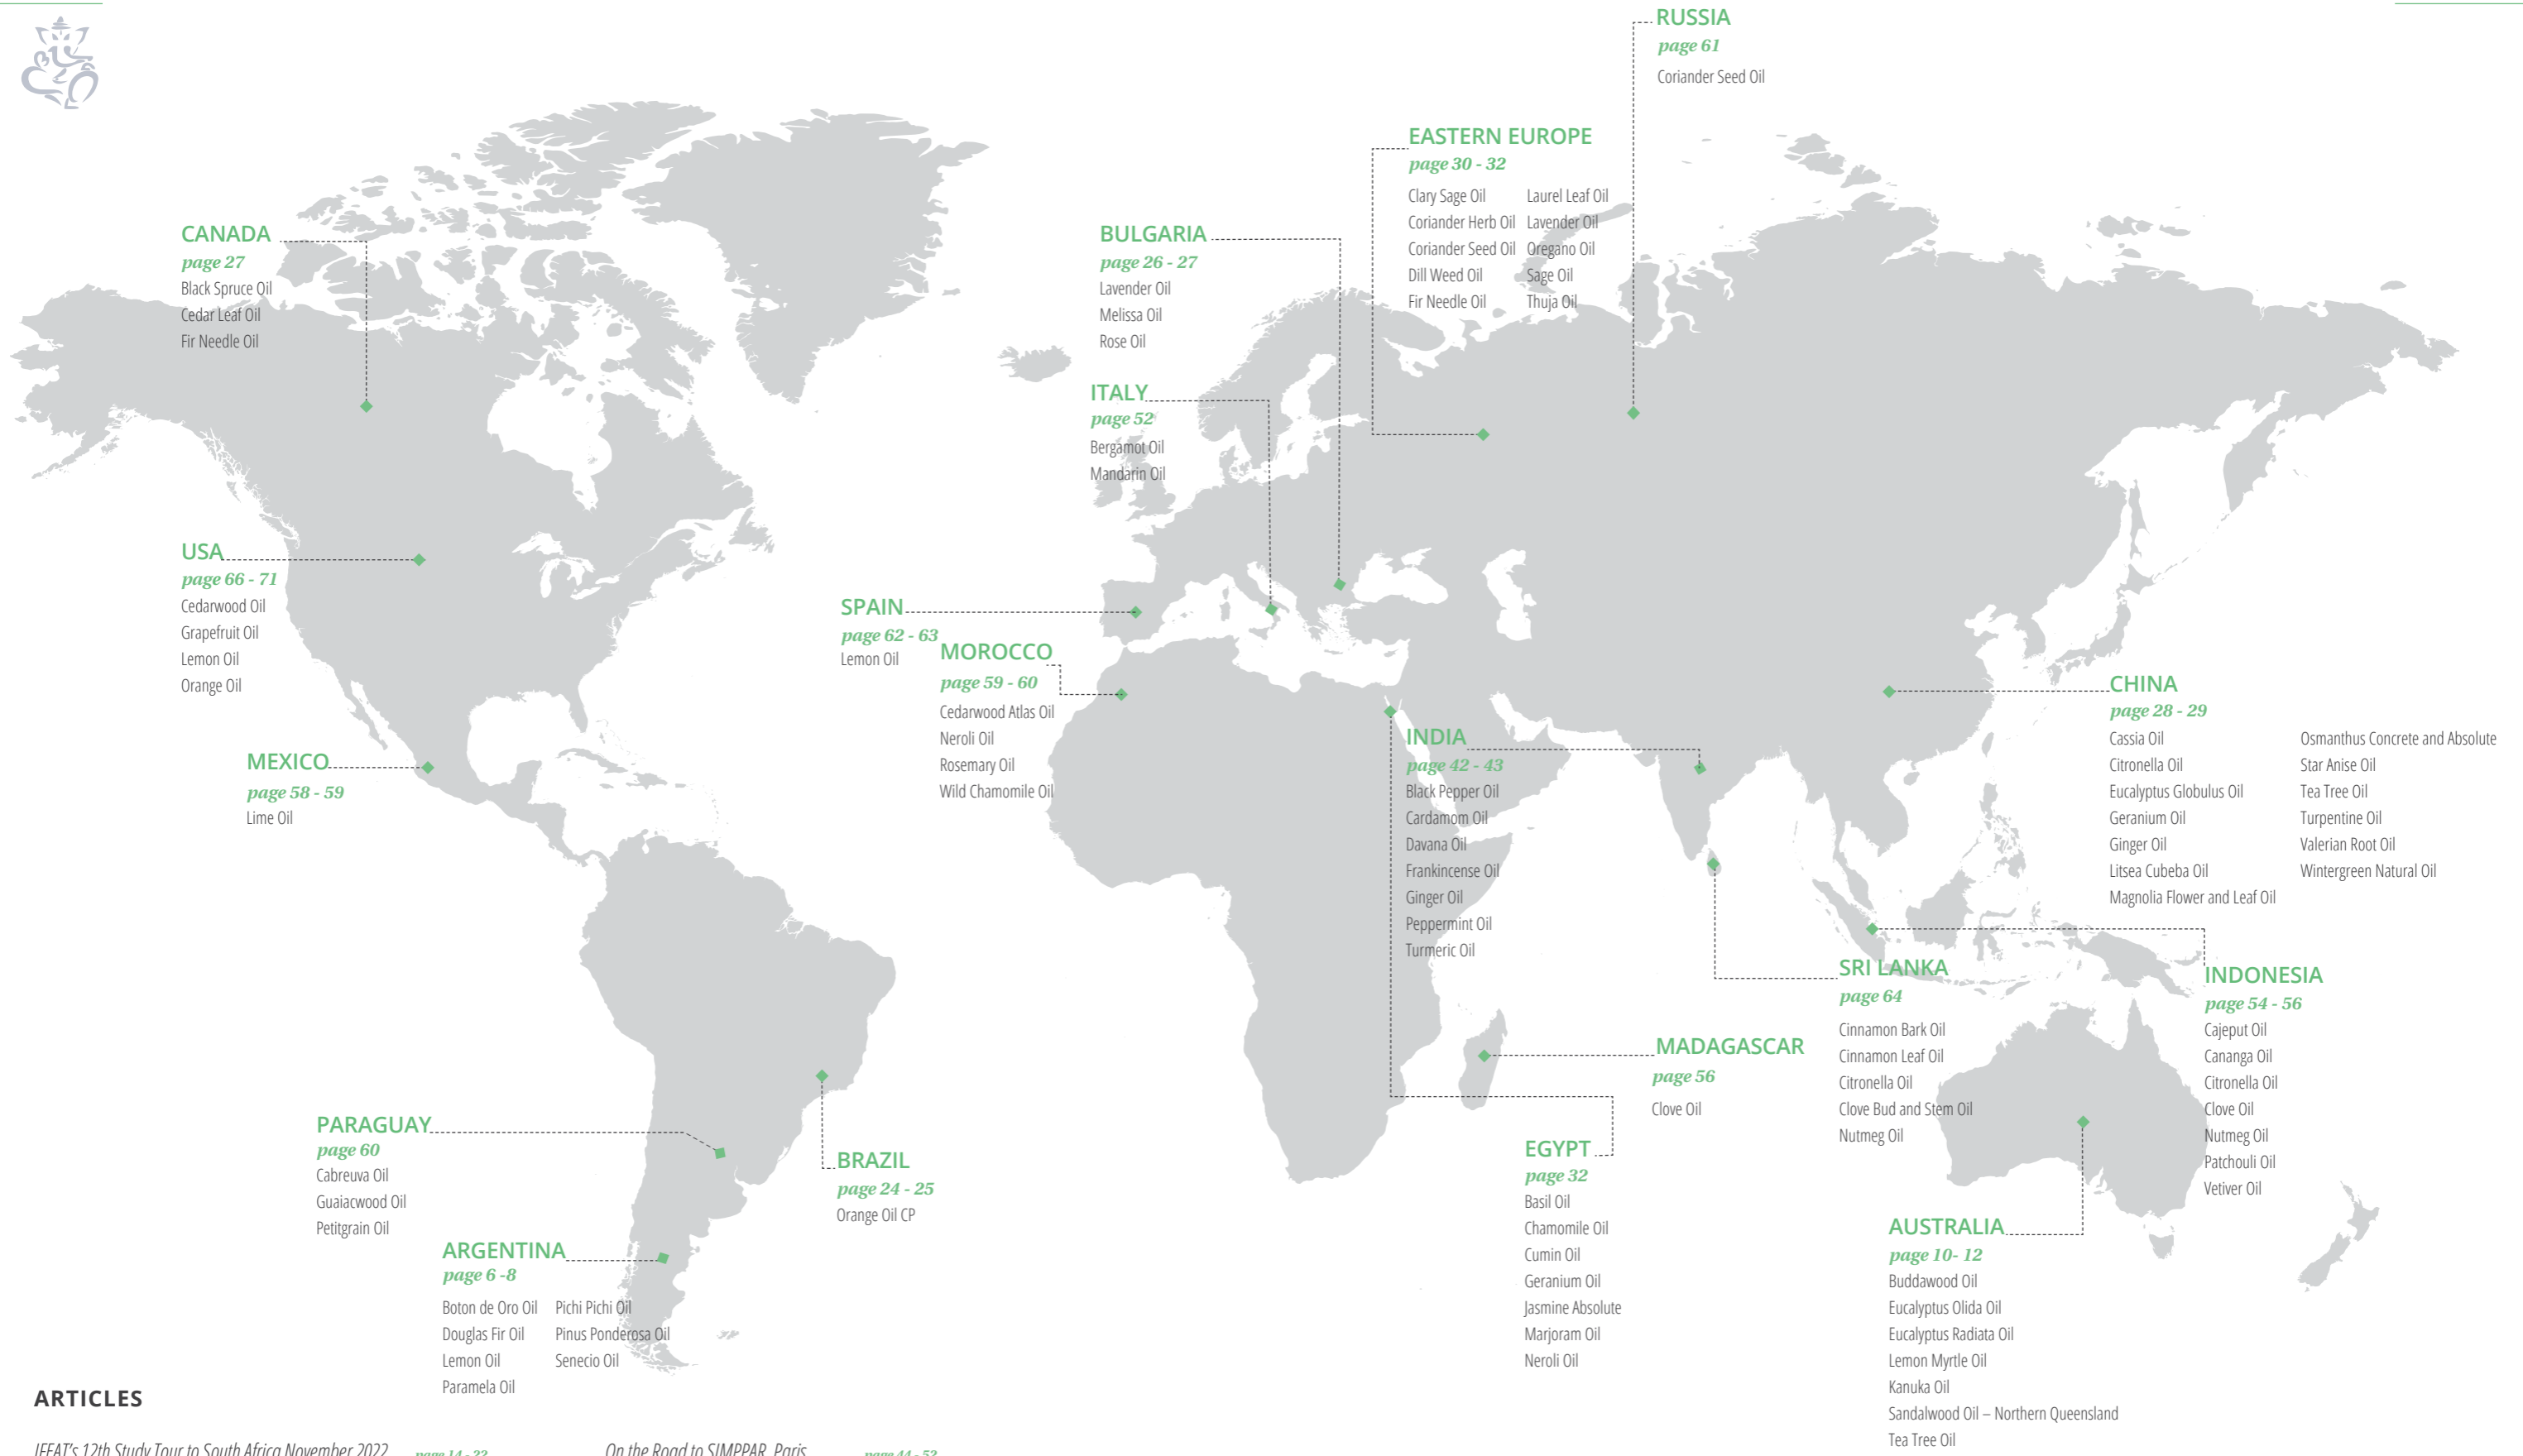 RUSSIA
page 61
Coriander Seed Oil
EASTERN EUROPE
page 30 - 32
Clary Sage Oil
Coriander Herb Oil
Coriander Seed Oil
Dill Weed Oil
Fir Needle Oil
Laurel Leaf Oil
Lavender Oil
Oregano Oil
Sage Oil
Thuja Oil
CANADA
page 27
Black Spruce Oil
Cedar Leaf Oil
Fir Needle Oil
BULGARIA
page 26 - 27
Lavender Oil
Melissa Oil
Rose Oil
ITALY
page 52
Bergamot Oil
Mandarin Oil
USA
page 66 - 71
Cedarwood Oil
Grapefruit Oil
Lemon Oil
Orange Oil
SPAIN
page 62 - 63
Lemon Oil
MOROCCO
page 59 - 60
Cedarwood Atlas Oil
Neroli Oil
Rosemary Oil
Wild Chamomile Oil
CHINA
page 28 - 29
Cassia Oil
Citronella Oil
Eucalyptus Globulus Oil
Geranium Oil
Ginger Oil
Litsea Cubeba Oil
Magnolia Flower and Leaf Oil
Osmanthus Concrete and Absolute
Star Anise Oil
Tea Tree Oil
Turpentine Oil
Valerian Root Oil
Wintergreen Natural Oil
INDIA
page 42 - 43
Black Pepper Oil
Cardamom Oil
Davana Oil
Frankincense Oil
Ginger Oil
Peppermint Oil
Turmeric Oil
MEXICO
page 58 - 59
Lime Oil
SRI LANKA
page 64
Cinnamon Bark Oil
Cinnamon Leaf Oil
Citronella Oil
Clove Bud and Stem Oil
Nutmeg Oil
INDONESIA
page 54 - 56
Cajeput Oil
Cananga Oil
Citronella Oil
Clove Oil
Nutmeg Oil
Patchouli Oil
Vetiver Oil
MADAGASCAR
page 56
Clove Oil
PARAGUAY
page 60
Cabreuva Oil
Guaiacwood Oil
Petitgrain Oil
BRAZIL
page 24 - 25
Orange Oil CP
EGYPT
page 32
Basil Oil
Chamomile Oil
Cumin Oil
Geranium Oil
Jasmine Absolute
Marjoram Oil
Neroli Oil
AUSTRALIA
page 10- 12
Buddawood Oil
Eucalyptus Olida Oil
Eucalyptus Radiata Oil
Lemon Myrtle Oil
Kanuka Oil
Sandalwood Oil – Northern Queensland
Tea Tree Oil
ARGENTINA
page 6 -8
Boton de Oro Oil
Douglas Fir Oil
Lemon Oil
Paramela Oil
Pichi Pichi Oil
Pinus Ponderosa Oil
Senecio Oil
ARTICLES
IFEAT's 12th Study Tour to South Africa November 2022 page 14 - 22
On the Road to SIMPPAR, Paris page 44 - 52